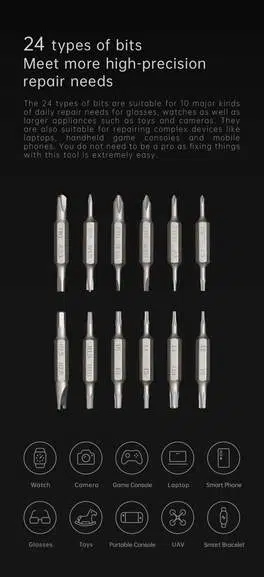 24 types of bits
Meet more high-precision
repair needs
The 24 types of bits are suitable for 10 major kinds
of daily repair needs for glasses, watches as well as
larger appliances such as toys and cameras. They
are also suitable for repairing complex devices like
laptops, handheld game consoles and mobile
phones. You do not need to be a pro as fixing things
with this tool is extremely easy.
Watch
Camera
Game Console
Laptop
Smart Phone
Glasses
Toys
Portable Console
UAV
Smart Bracelet